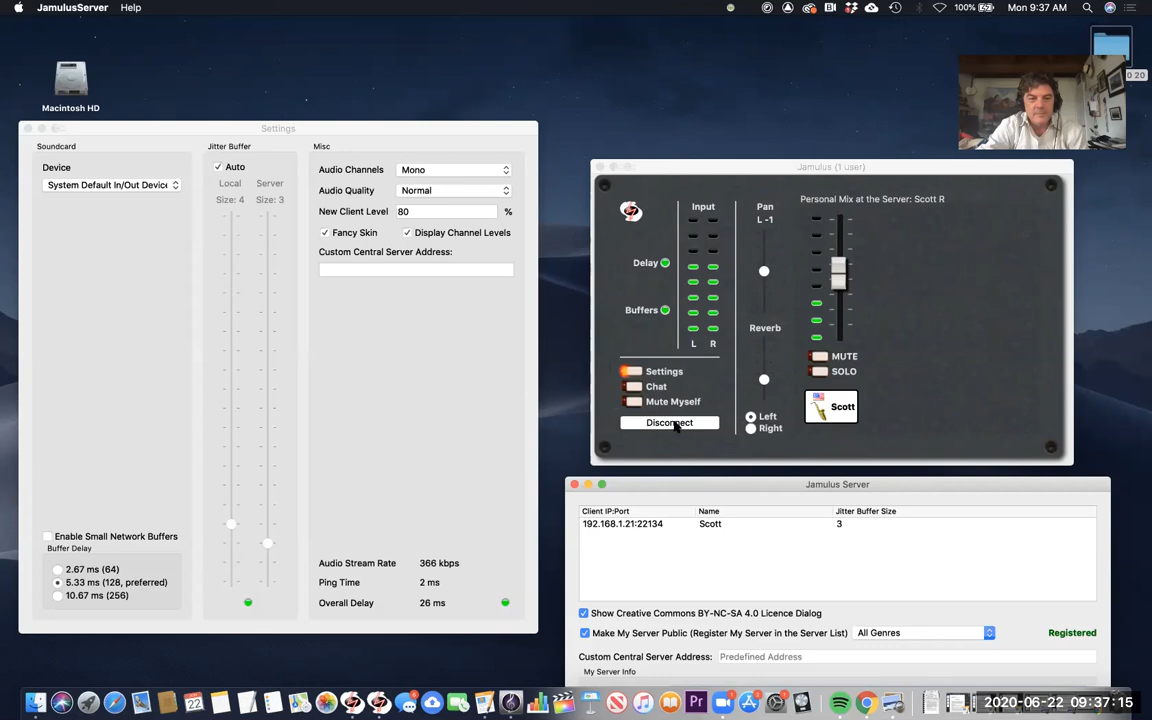 JamulusServer Help
100% Mon 9:37 AM
Macintosh HD
0 20
Settings
Soundcard
Jitter Buffer
Misc
Device
System Default In/Out Device
Auto
Local Server
Size: 4 Size: 3
Audio Channels Mono
Audio Quality Normal
New Client Level 80 %
Fancy Skin Display Channel Levels
Custom Central Server Address:
Enable Small Network Buffers
Buffer Delay
2.67 ms (64)
5.33 ms (128, preferred)
10.67 ms (256)
Audio Stream Rate 366 kbps
Ping Time 2 ms
Overall Delay 26 ms
Jamulus (1 user)
Input
Pan
L -1
Personal Mix at the Server: Scott R
Delay
Buffers
L R
Reverb
Settings
Chat
Mute Myself
Disconnect
Left
Right
MUTE
SOLO
Scott
Jamulus Server
Client IP:Port Name Jitter Buffer Size
192.168.1.21:22134 Scott 3
Show Creative Commons BY-NC-SA 4.0 Licence Dialog
Make My Server Public (Register My Server in the Server List) All Genres Registered
Custom Central Server Address: Predefined Address
My Server Info
22
Pr
2020-06-22 09:37:15